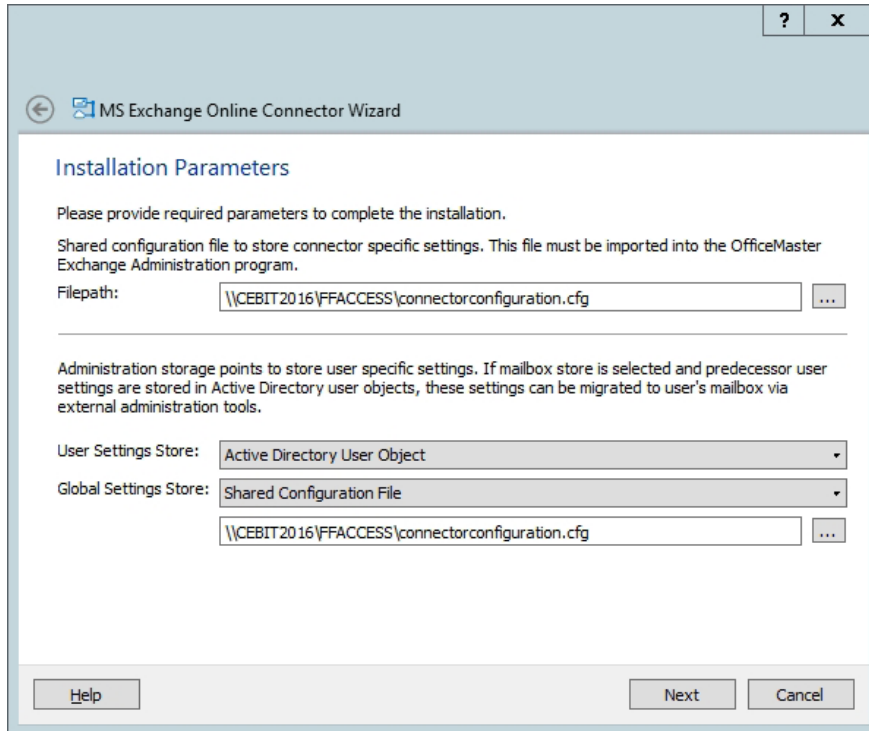 ? x
MS Exchange Online Connector Wizard
Installation Parameters
Please provide required parameters to complete the installation.
Shared configuration file to store connector specific settings. This file must be imported into the OfficeMaster
Exchange Administration program.
Filepath: \\CEBIT2016\FFACCESS\connectorconfiguration.cfg ...
Administration storage points to store user specific settings. If mailbox store is selected and predecessor user
settings are stored in Active Directory user objects, these settings can be migrated to user's mailbox via
external administration tools.
User Settings Store: Active Directory User Object
Global Settings Store: Shared Configuration File
\\CEBIT2016\FFACCESS\connectorconfiguration.cfg ...
Help Next Cancel